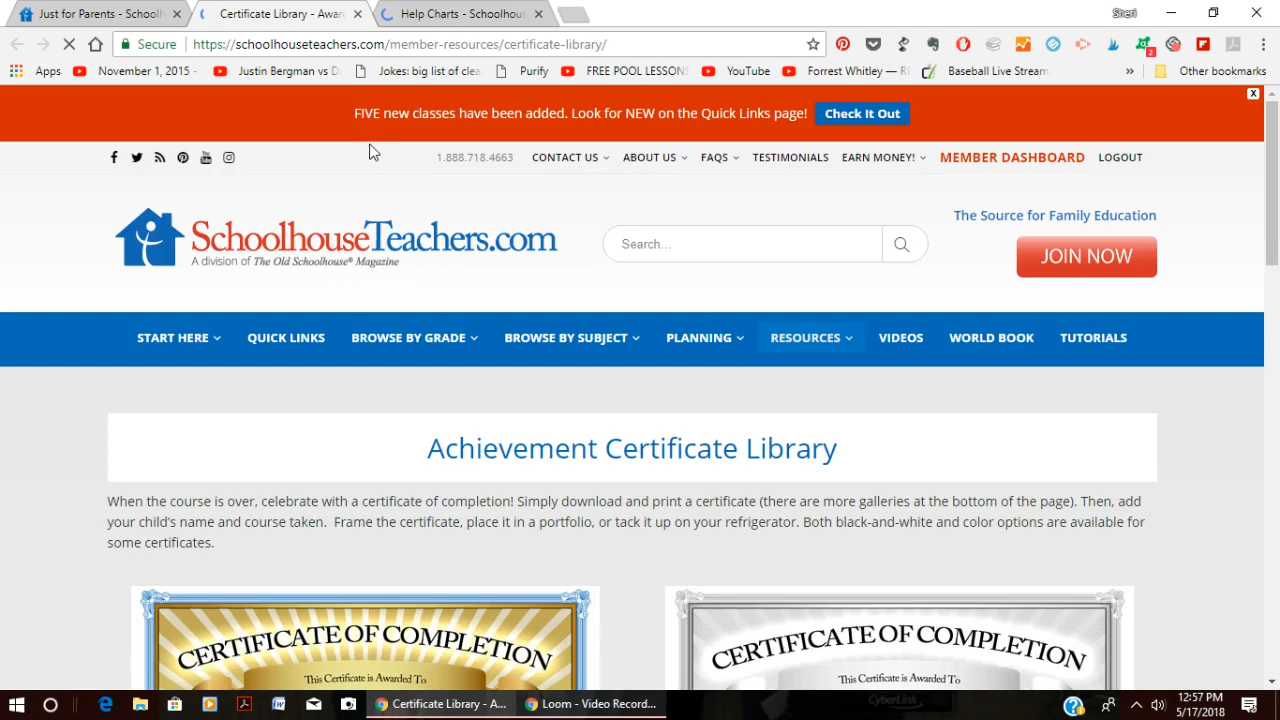 Just for Parents - Schoolh
Certificate Library - Awar
Help Charts - Schoolhous
Sheri
Secure
https://schoolhouseteachers.com/member-resources/certificate-library/
Apps
November 1, 2015 -
Justin Bergman vs D
Jokes: big list of clea
Purify
FREE POOL LESSONS
YouTube
Forrest Whitley — R
Baseball Live Stream
»
Other bookmarks
FIVE new classes have been added. Look for NEW on the Quick Links page!
Check It Out
X
1.888.718.4663
CONTACT US
ABOUT US
FAQS
TESTIMONIALS
EARN MONEY!
MEMBER DASHBOARD
LOGOUT
SchoolhouseTeachers.com
A division of The Old Schoolhouse® Magazine
Search...
The Source for Family Education
JOIN NOW
START HERE
QUICK LINKS
BROWSE BY GRADE
BROWSE BY SUBJECT
PLANNING
RESOURCES
VIDEOS
WORLD BOOK
TUTORIALS
Achievement Certificate Library
When the course is over, celebrate with a certificate of completion! Simply download and print a certificate (there are more galleries at the bottom of the page). Then, add
your child's name and course taken.  Frame the certificate, place it in a portfolio, or tack it up on your refrigerator. Both black-and-white and color options are available for
some certificates.
CERTIFICATE OF COMPLETION
This Certificate is Awarded To
CERTIFICATE OF COMPLETION
This Certificate is Awarded To
CyberLink
Certificate Library - A...
Loom - Video Record...
12:57 PM
5/17/2018